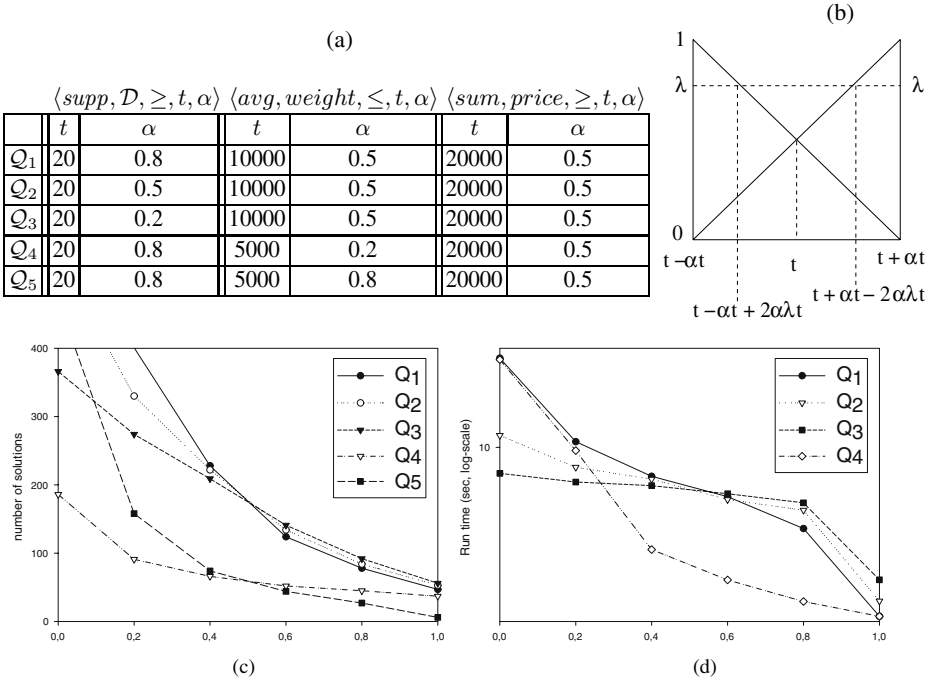 (a)
⟨supp, D, ≥, t, α⟩ ⟨avg, weight, ≤, t, α⟩ ⟨sum, price, ≥, t, α⟩
t α t α t α
Q1 20 0.8 10000 0.5 20000 0.5
Q2 20 0.5 10000 0.5 20000 0.5
Q3 20 0.2 10000 0.5 20000 0.5
Q4 20 0.8 5000 0.2 20000 0.5
Q5 20 0.8 5000 0.8 20000 0.5
(b)
1
λ λ
0
t−αt t t+αt
t−αt+2αλt t+αt−2αλt
number of solutions
400
300
200
100
0
0,0 0,2 0,4 0,6 0,8 1,0
Q1
Q2
Q3
Q4
Q5
(c)
Run time (sec, log-scale)
10
0,0 0,2 0,4 0,6 0,8 1,0
Q1
Q2
Q3
Q4
(d)